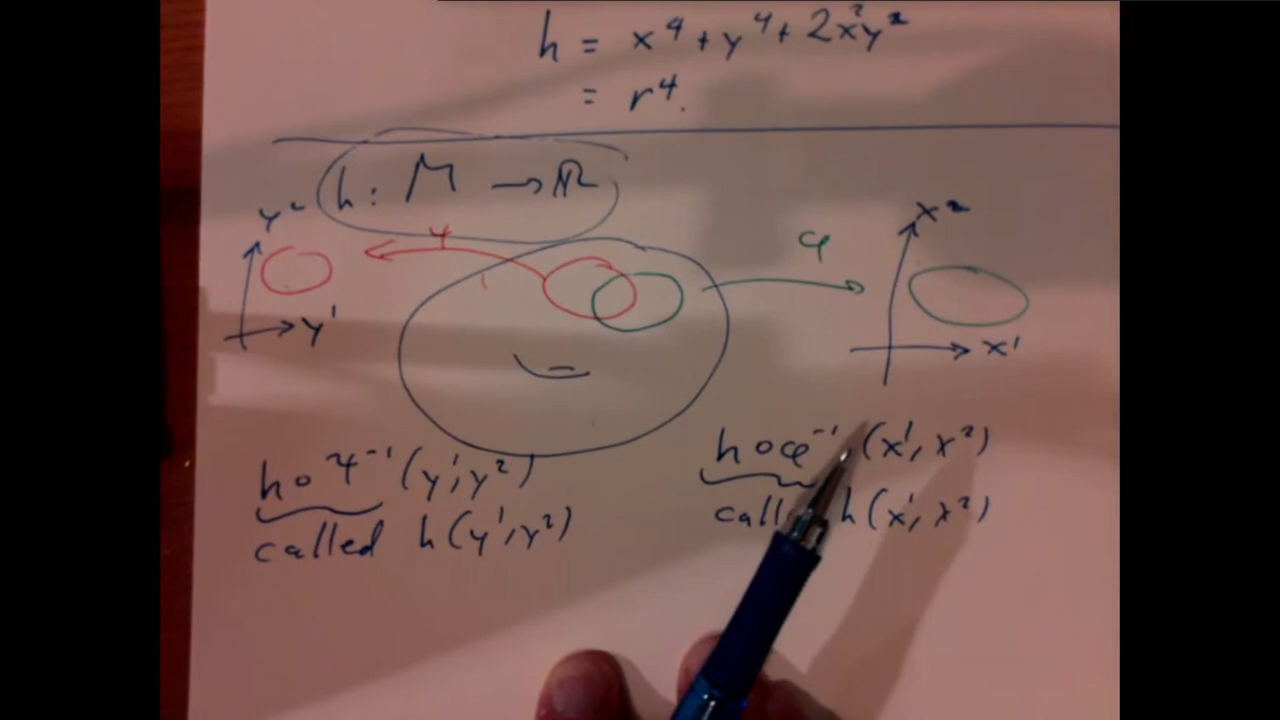 h = x⁴ + y⁴ + 2x²y²
= r⁴.
h : M → ℝ
y²
ψ
φ
x²
y¹
x¹
h∘ψ⁻¹ (y¹, y²)
called h(y¹, y²)
h∘φ⁻¹ (x¹, x²)
h(x¹, x²)